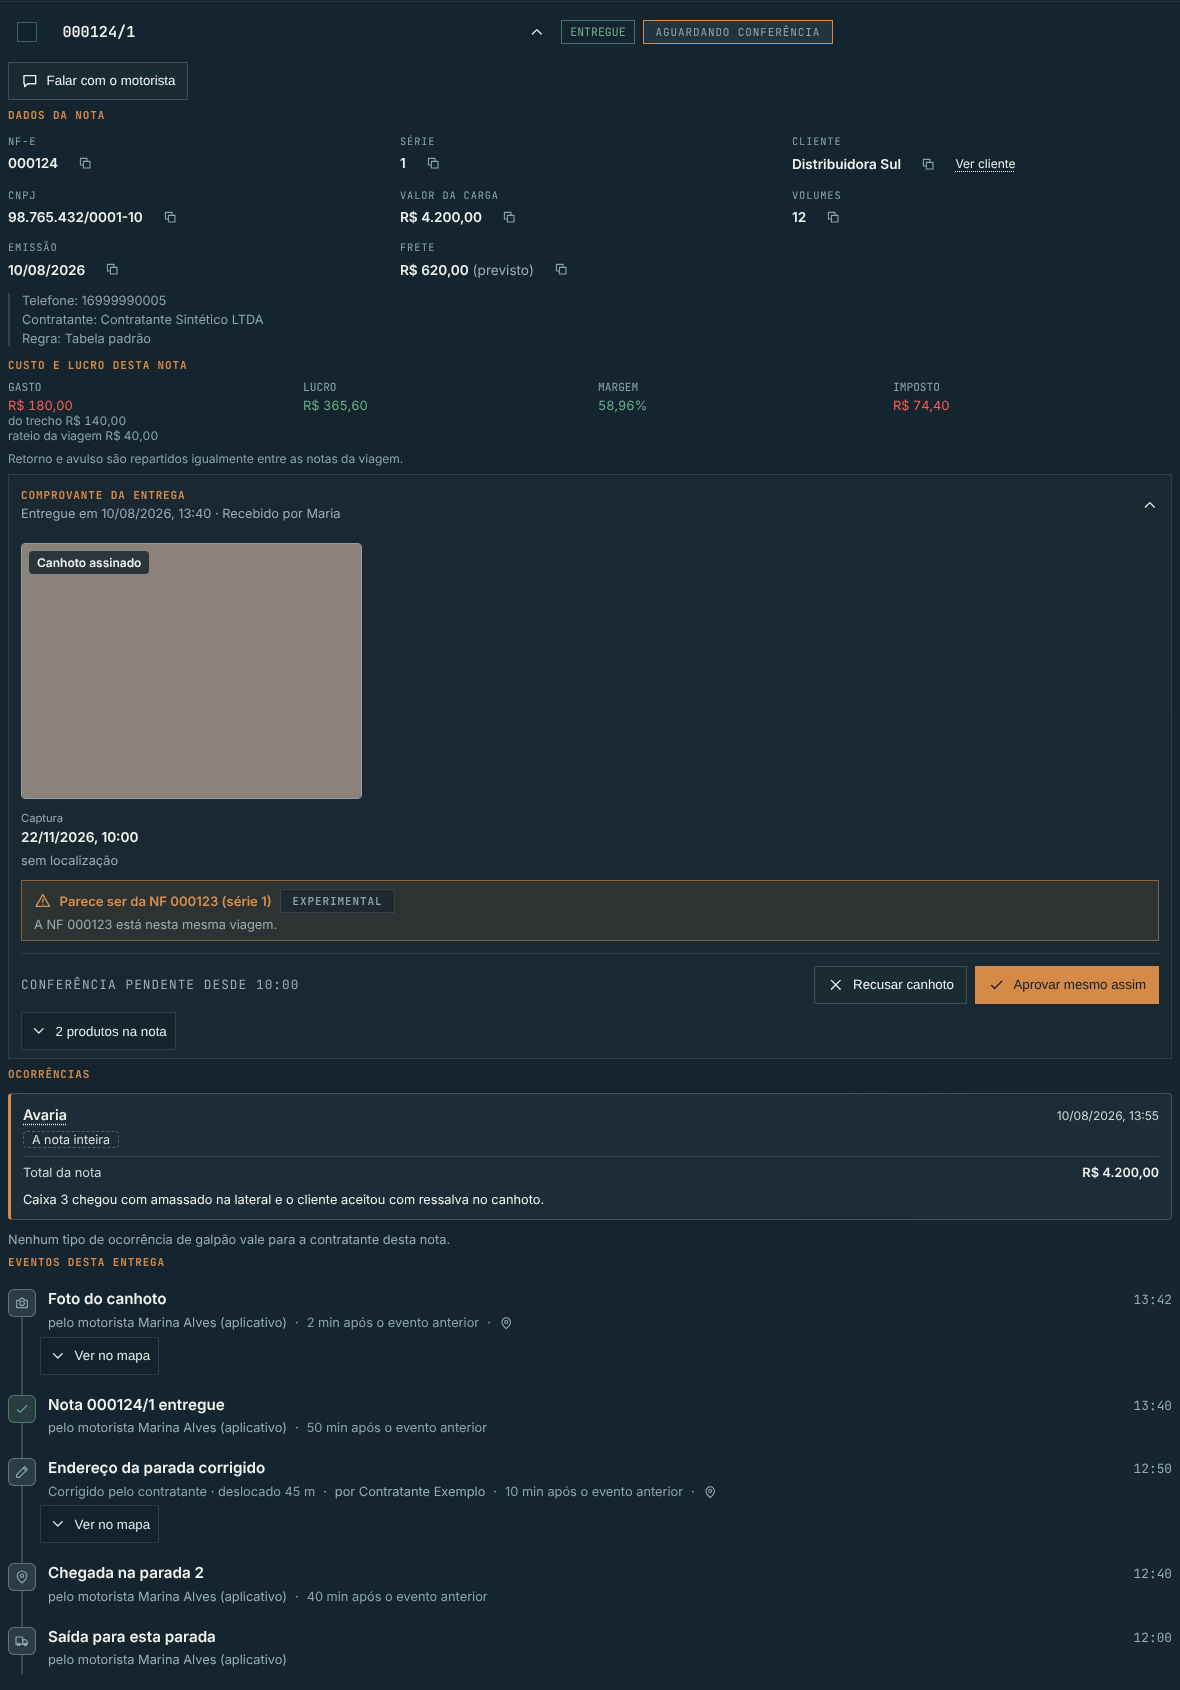 000124/1
ENTREGUE
AGUARDANDO CONFERÊNCIA
Falar com o motorista
DADOS DA NOTA
NF-E
000124
SÉRIE
1
CLIENTE
Distribuidora Sul
Ver cliente
CNPJ
98.765.432/0001-10
VALOR DA CARGA
R$ 4.200,00
VOLUMES
12
EMISSÃO
10/08/2026
FRETE
R$ 620,00 (previsto)
Telefone: 16999990005
Contratante: Contratante Sintético LTDA
Regra: Tabela padrão
CUSTO E LUCRO DESTA NOTA
GASTO
R$ 180,00
do trecho R$ 140,00
rateio da viagem R$ 40,00
LUCRO
R$ 365,60
MARGEM
58,96%
IMPOSTO
R$ 74,40
Retorno e avulso são repartidos igualmente entre as notas da viagem.
COMPROVANTE DA ENTREGA
Entregue em 10/08/2026, 13:40 · Recebido por Maria
Canhoto assinado
Captura
22/11/2026, 10:00
sem localização
Parece ser da NF 000123 (série 1)
EXPERIMENTAL
A NF 000123 está nesta mesma viagem.
CONFERÊNCIA PENDENTE DESDE 10:00
Recusar canhoto
Aprovar mesmo assim
2 produtos na nota
OCORRÊNCIAS
Avaria
10/08/2026, 13:55
A nota inteira
Total da nota
R$ 4.200,00
Caixa 3 chegou com amassado na lateral e o cliente aceitou com ressalva no canhoto.
Nenhum tipo de ocorrência de galpão vale para a contratante desta nota.
EVENTOS DESTA ENTREGA
Foto do canhoto
13:42
pelo motorista Marina Alves (aplicativo) · 2 min após o evento anterior ·
Ver no mapa
Nota 000124/1 entregue
13:40
pelo motorista Marina Alves (aplicativo) · 50 min após o evento anterior
Endereço da parada corrigido
12:50
Corrigido pelo contratante · deslocado 45 m · por Contratante Exemplo · 10 min após o evento anterior ·
Ver no mapa
Chegada na parada 2
12:40
pelo motorista Marina Alves (aplicativo) · 40 min após o evento anterior
Saída para esta parada
12:00
pelo motorista Marina Alves (aplicativo)